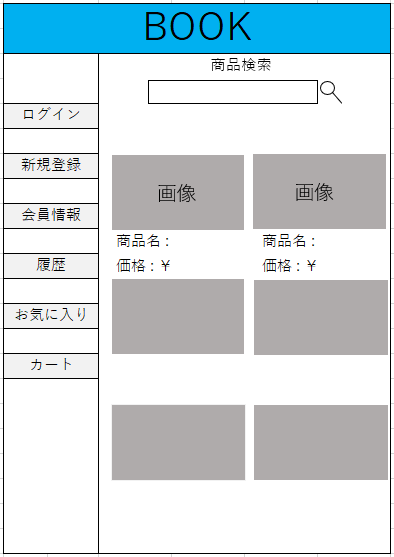 BOOK
商品検索
ログイン
新規登録
会員情報
履歴
お気に入り
カート
画像
画像
商品名：
商品名：
価格：￥
価格：￥